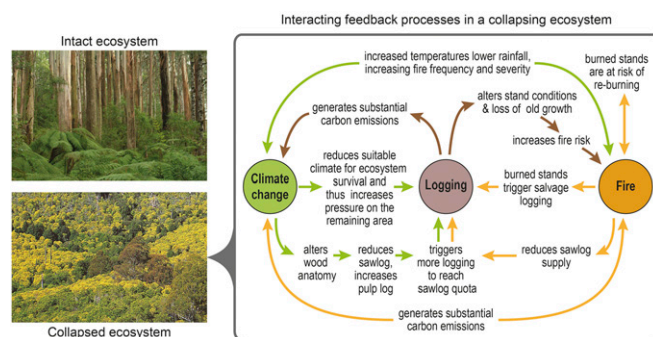 Interacting feedback processes in a collapsing ecosystem
Intact ecosystem
Collapsed ecosystem
increased temperatures lower rainfall,
increasing fire frequency and severity
burned stands
are at risk of
re-burning
generates substantial
carbon emissions
alters stand conditions
& loss of old growth
increases fire risk
Climate
change
reduces suitable
climate for ecosystem
survival and
thus increases
pressure on the
remaining area
Logging
burned stands
trigger salvage
logging
Fire
alters
wood
anatomy
reduces
sawlog,
increases
pulp log
triggers
more logging
to reach
sawlog quota
reduces sawlog
supply
generates substantial
carbon emissions